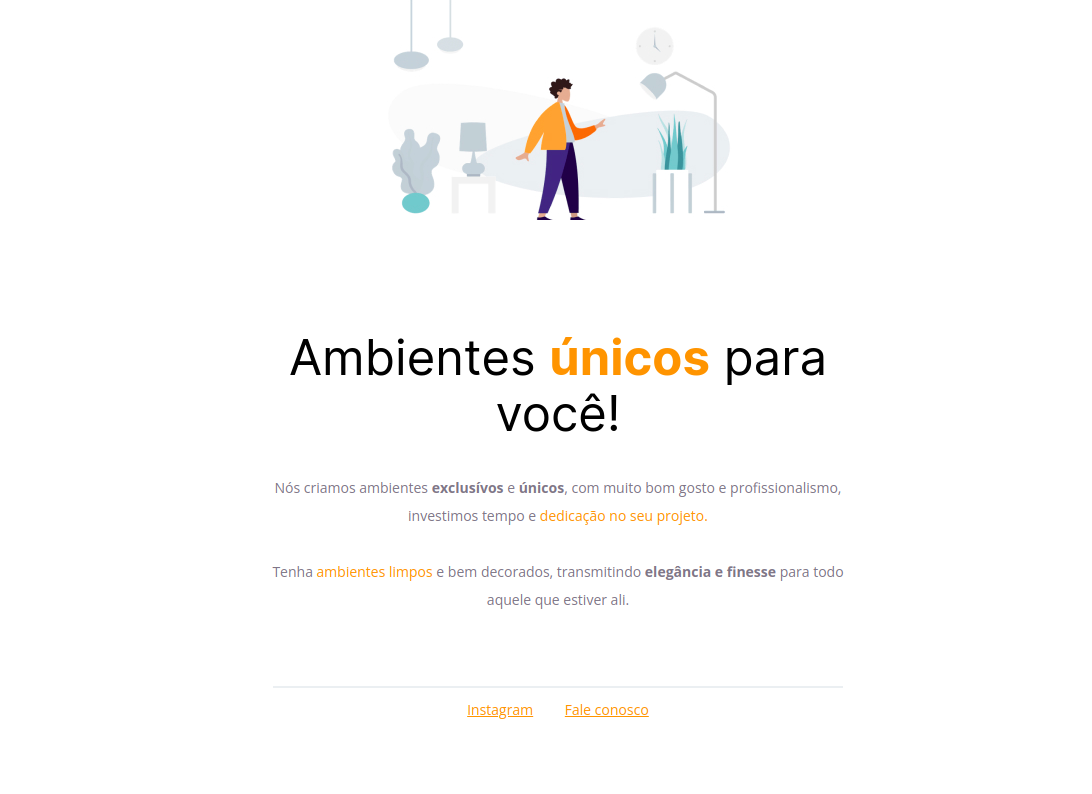 Ambientes únicos para
você!
Nós criamos ambientes exclusívos e únicos, com muito bom gosto e profissionalismo,
investimos tempo e dedicação no seu projeto.
Tenha ambientes limpos e bem decorados, transmitindo elegância e finesse para todo
aquele que estiver ali.
Instagram Fale conosco